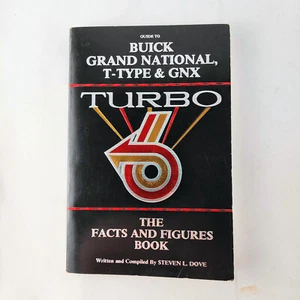 GUIDE TO
BUICK
GRAND NATIONAL,
T-TYPE & GNX
TURBO
6
THE
FACTS AND FIGURES
BOOK
Written and Compiled By STEVEN L. DOVE